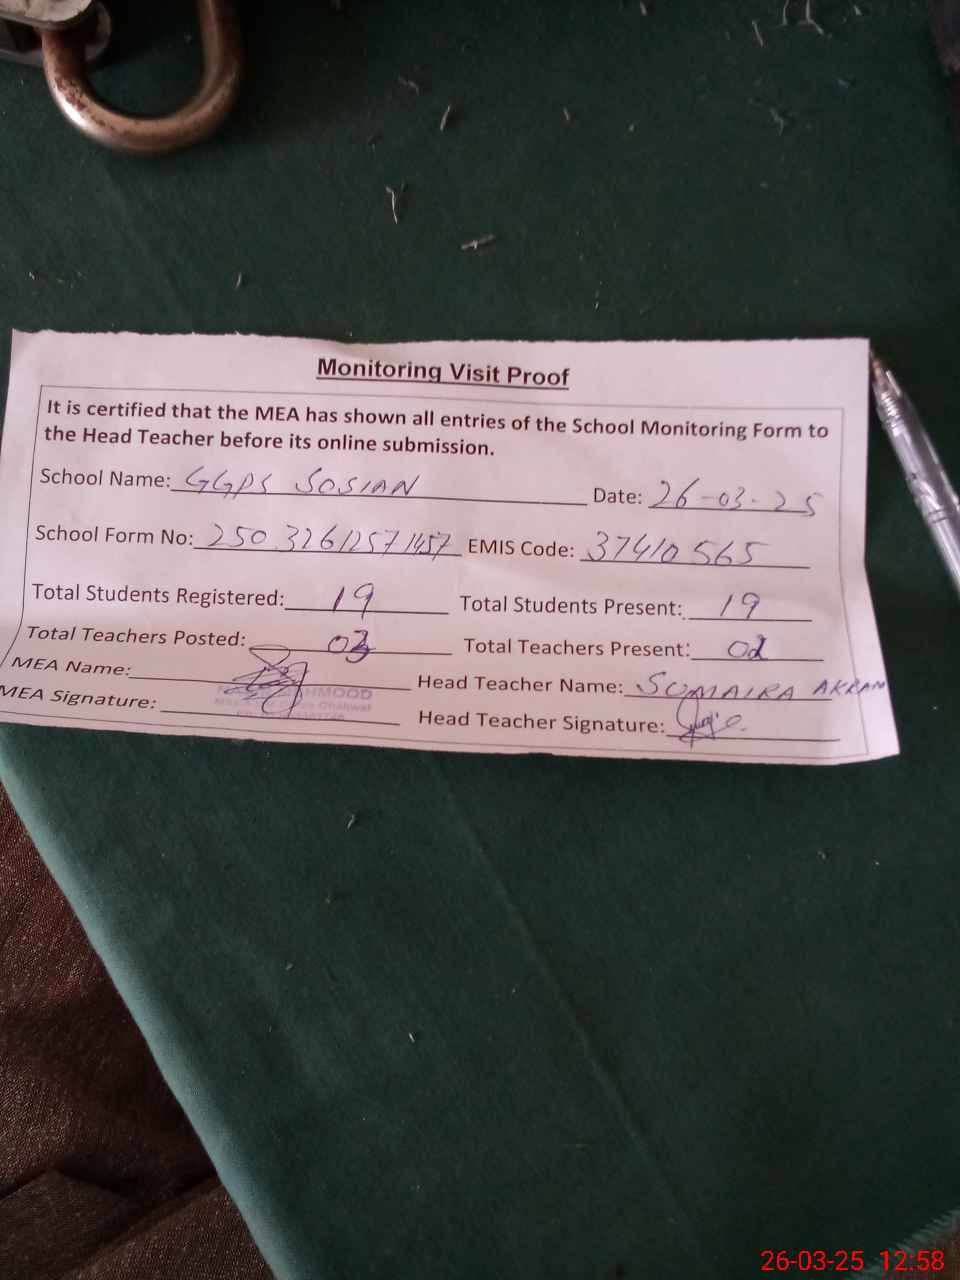 Monitoring Visit Proof
It is certified that the MEA has shown all entries of the School Monitoring Form to
the Head Teacher before its online submission.
School Name: GGPS SOSIAN Date: 26-03-25
School Form No: 250 32612571457 EMIS Code: 37410565
Total Students Registered: 19 Total Students Present: 19
Total Teachers Posted: 03 Total Teachers Present: 02
MEA Name: Head Teacher Name: SUMAIRA AKRAM
MEA Signature: Head Teacher Signature:
26-03-25 12:58